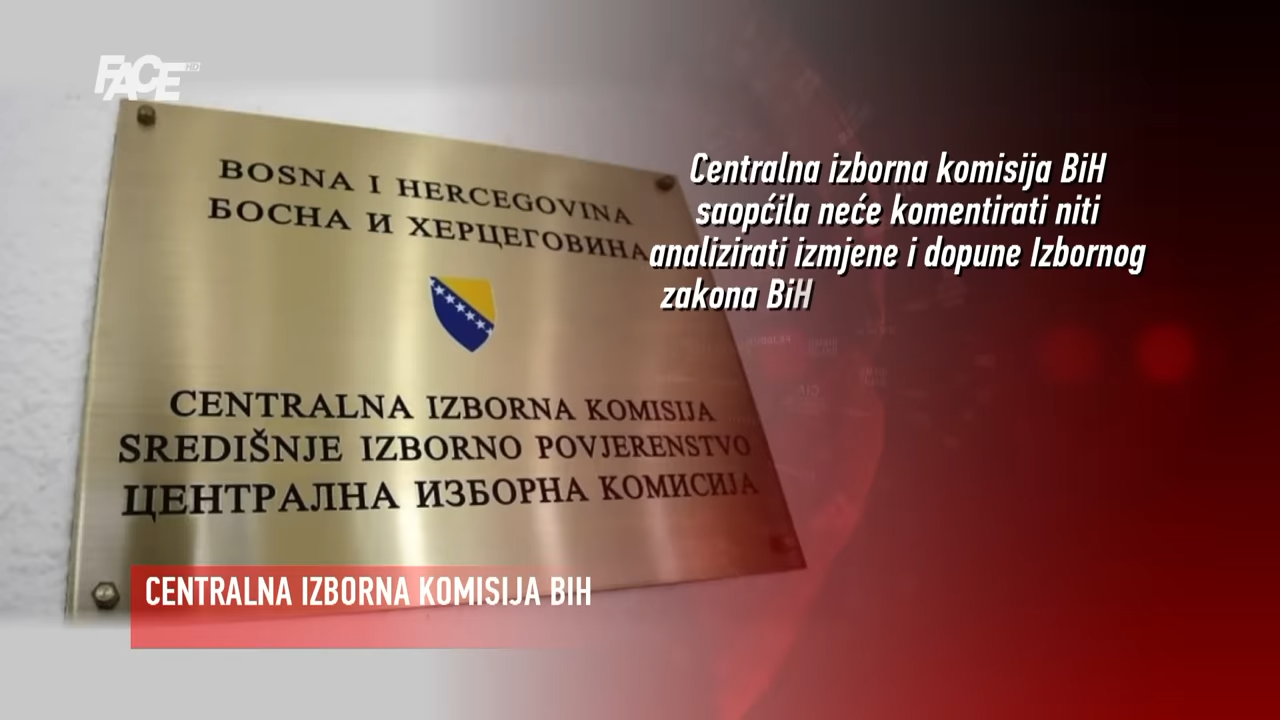 FACE HD
BOSNA I HERCEGOVINA
БОСНА И ХЕРЦЕГОВИНА
CENTRALNA IZBORNA KOMISIJA
SREDIŠNJE IZBORNO POVJERENSTVO
ЦЕНТРАЛНА ИЗБОРНА КОМИСИЈА
Centralna izborna komisija BiH
saopćila neće komentirati niti
analizirati izmjene i dopune Izbornog
zakona BiH
CENTRALNA IZBORNA KOMISIJA BIH